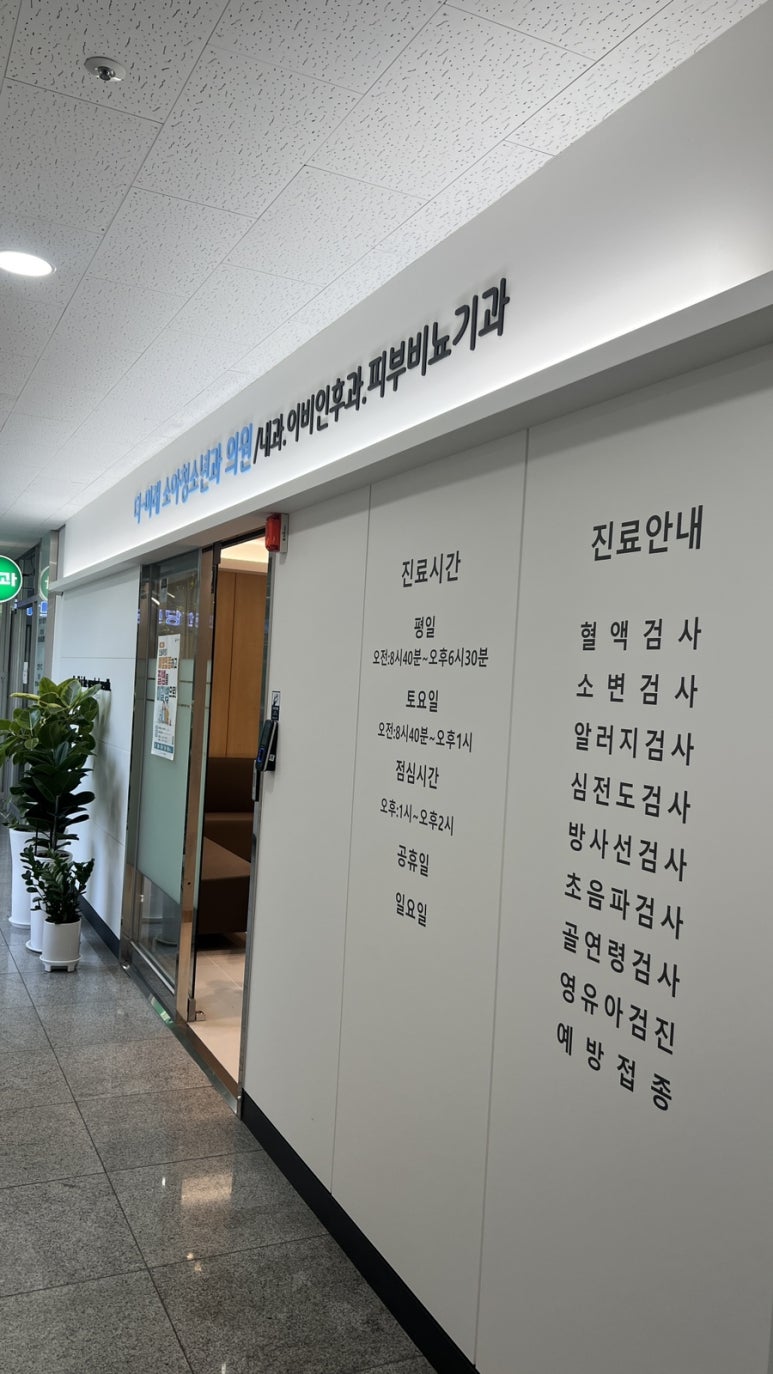 더-미래 소아청소년과 의원/내과.이비인후과.피부비뇨기과
과
진료시간
평일
오전:8시40분~오후6시30분
토요일
오전:8시40분~오후1시
점심시간
오후:1시~오후2시
공휴일
일요일
진료안내
혈액검사
소변검사
알러지검사
심전도검사
방사선검사
초음파검사
골연령검사
영유아검진
예방접종